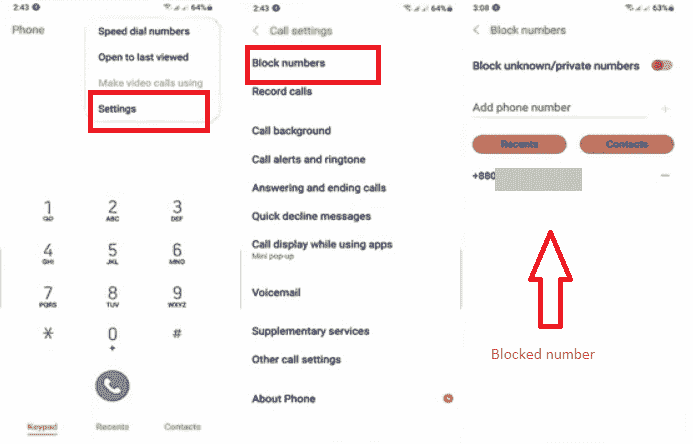 2:43 64%
Phone
Speed dial numbers
Open to last viewed
Make video calls using
Settings
1 2 3
ABC DEF
4 5 6
GHI JKL MNO
7 8 9
PQRS TUV WXYZ
* 0 #
+
Keypad Recents Contacts
2:43 64%
< Call settings
Block numbers
Record calls
Call background
Call alerts and ringtone
Answering and ending calls
Quick decline messages
Call display while using apps
Mini pop-up
Voicemail
Supplementary services
Other call settings
About Phone
3:08 63%
< Block numbers
Block unknown/private numbers
Add phone number +
Recents Contacts
+880 —
Blocked number